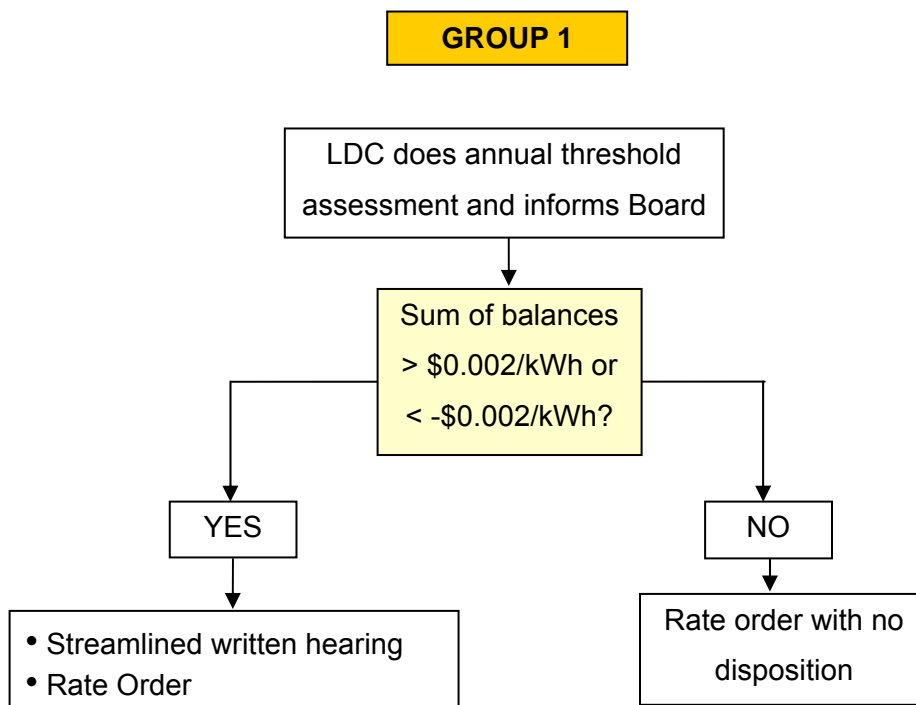 GROUP 1
LDC does annual threshold
assessment and informs Board
Sum of balances
> $0.002/kWh or
< -$0.002/kWh?
YES
NO
• Streamlined written hearing
• Rate Order
Rate order with no
disposition